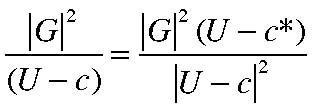 |G|²/(U − c) = |G|²(U − c*)/|U − c|²